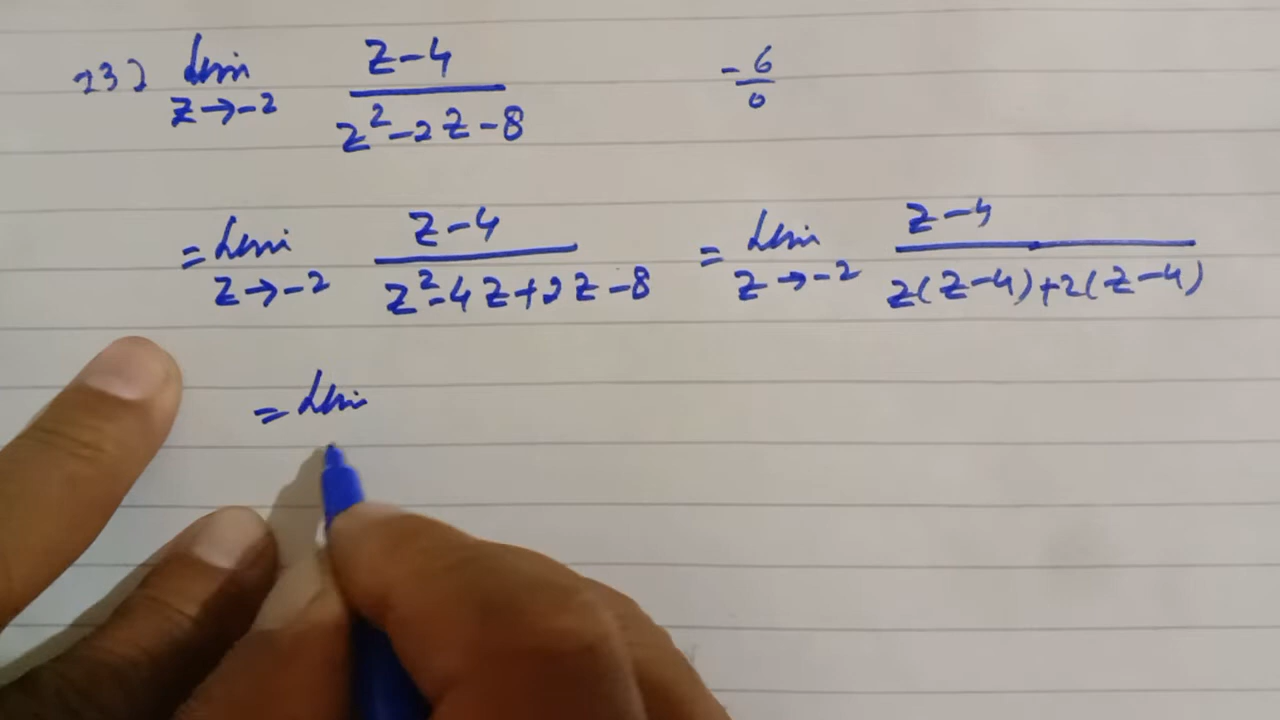 23) Lim z→-2 z-4/z²-2z-8 -6/0
= Lim z→-2 z-4/z²-4z+2z-8 = Lim z→-2 z-4/z(z-4)+2(z-4)
= Lim